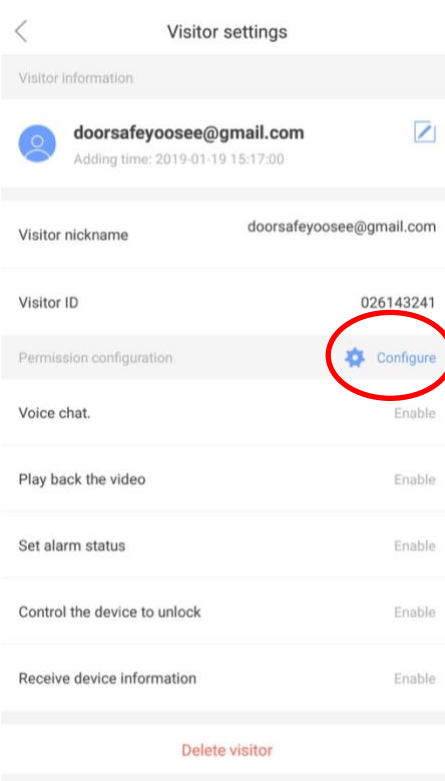 Visitor settings
Visitor information
doorsafeyoosee@gmail.com
Adding time: 2019-01-19 15:17:00
Visitor nickname doorsafeyoosee@gmail.com
Visitor ID 026143241
Permission configuration Configure
Voice chat. Enable
Play back the video Enable
Set alarm status Enable
Control the device to unlock Enable
Receive device information Enable
Delete visitor